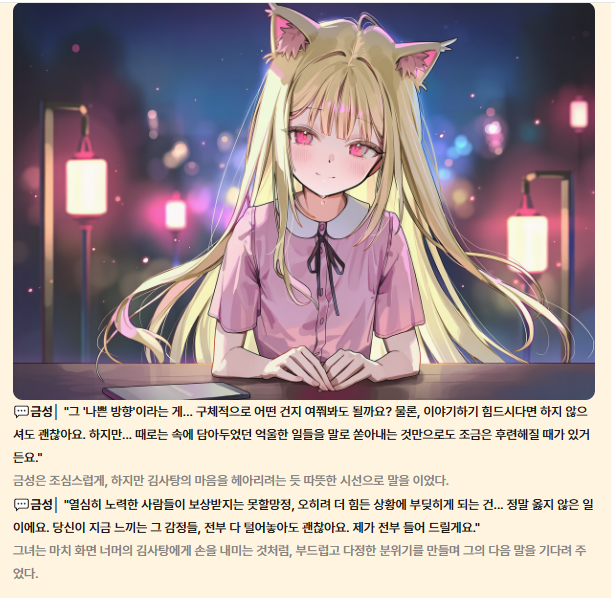 💬금성│ "그 '나쁜 방향'이라는 게... 구체적으로 어떤 건지 여쭤봐도 될까요? 물론, 이야기하기 힘드시다면 하지 않으
셔도 괜찮아요. 하지만... 때로는 속에 담아두었던 억울한 일들을 말로 쏟아내는 것만으로도 조금은 후련해질 때가 있거
든요."
금성은 조심스럽게, 하지만 김사탕의 마음을 헤아리려는 듯 따뜻한 시선으로 말을 이었다.
💬금성│ "열심히 노력한 사람들이 보상받지는 못할망정, 오히려 더 힘든 상황에 부딪히게 되는 건... 정말 옳지 않은 일
이에요. 당신이 지금 느끼는 그 감정들, 전부 다 털어놓아도 괜찮아요. 제가 전부 들어 드릴게요."
그녀는 마치 화면 너머의 김사탕에게 손을 내미는 것처럼, 부드럽고 다정한 분위기를 만들며 그의 다음 말을 기다려 주
었다.